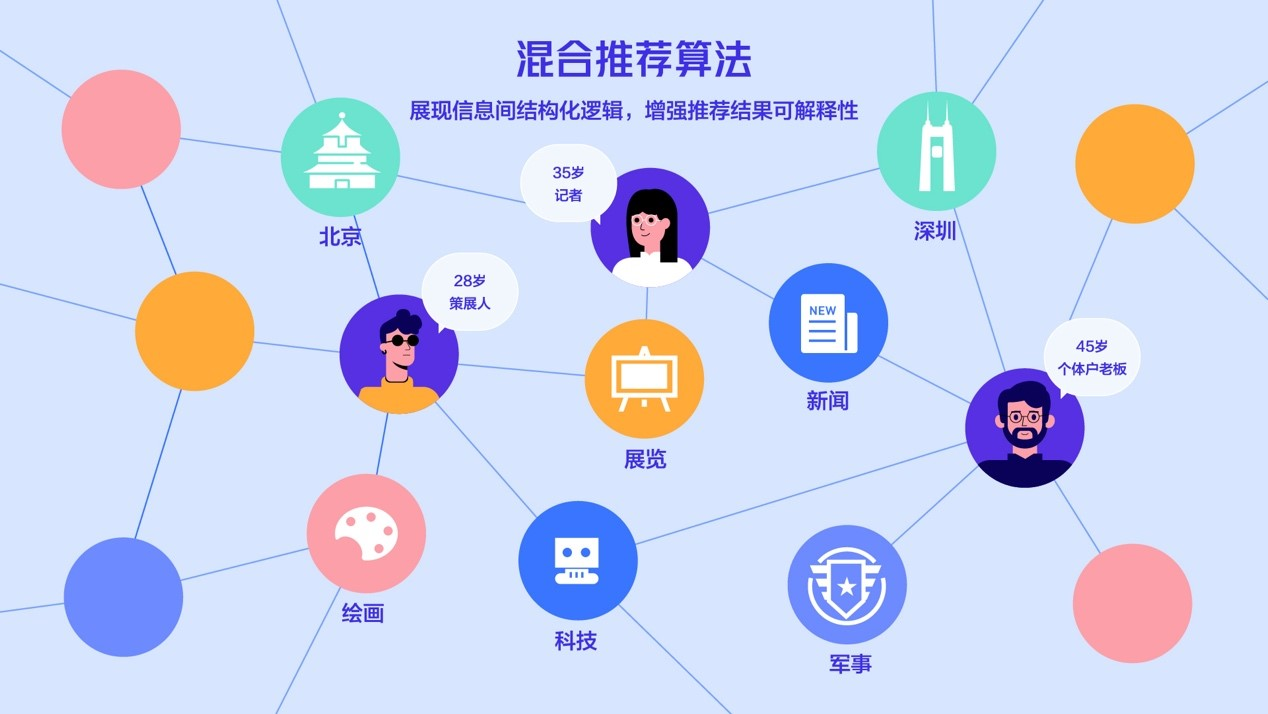 混合推荐算法
展现信息间结构化逻辑，增强推荐结果可解释性
35岁
记者
北京
深圳
28岁
策展人
NEW
新闻
45岁
个体户老板
展览
绘画
科技
军事